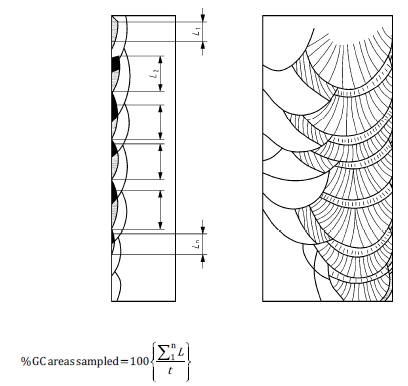 L₁
L₂
Lₙ
%GC areas sampled = 100 { ∑₁ⁿ L / t }